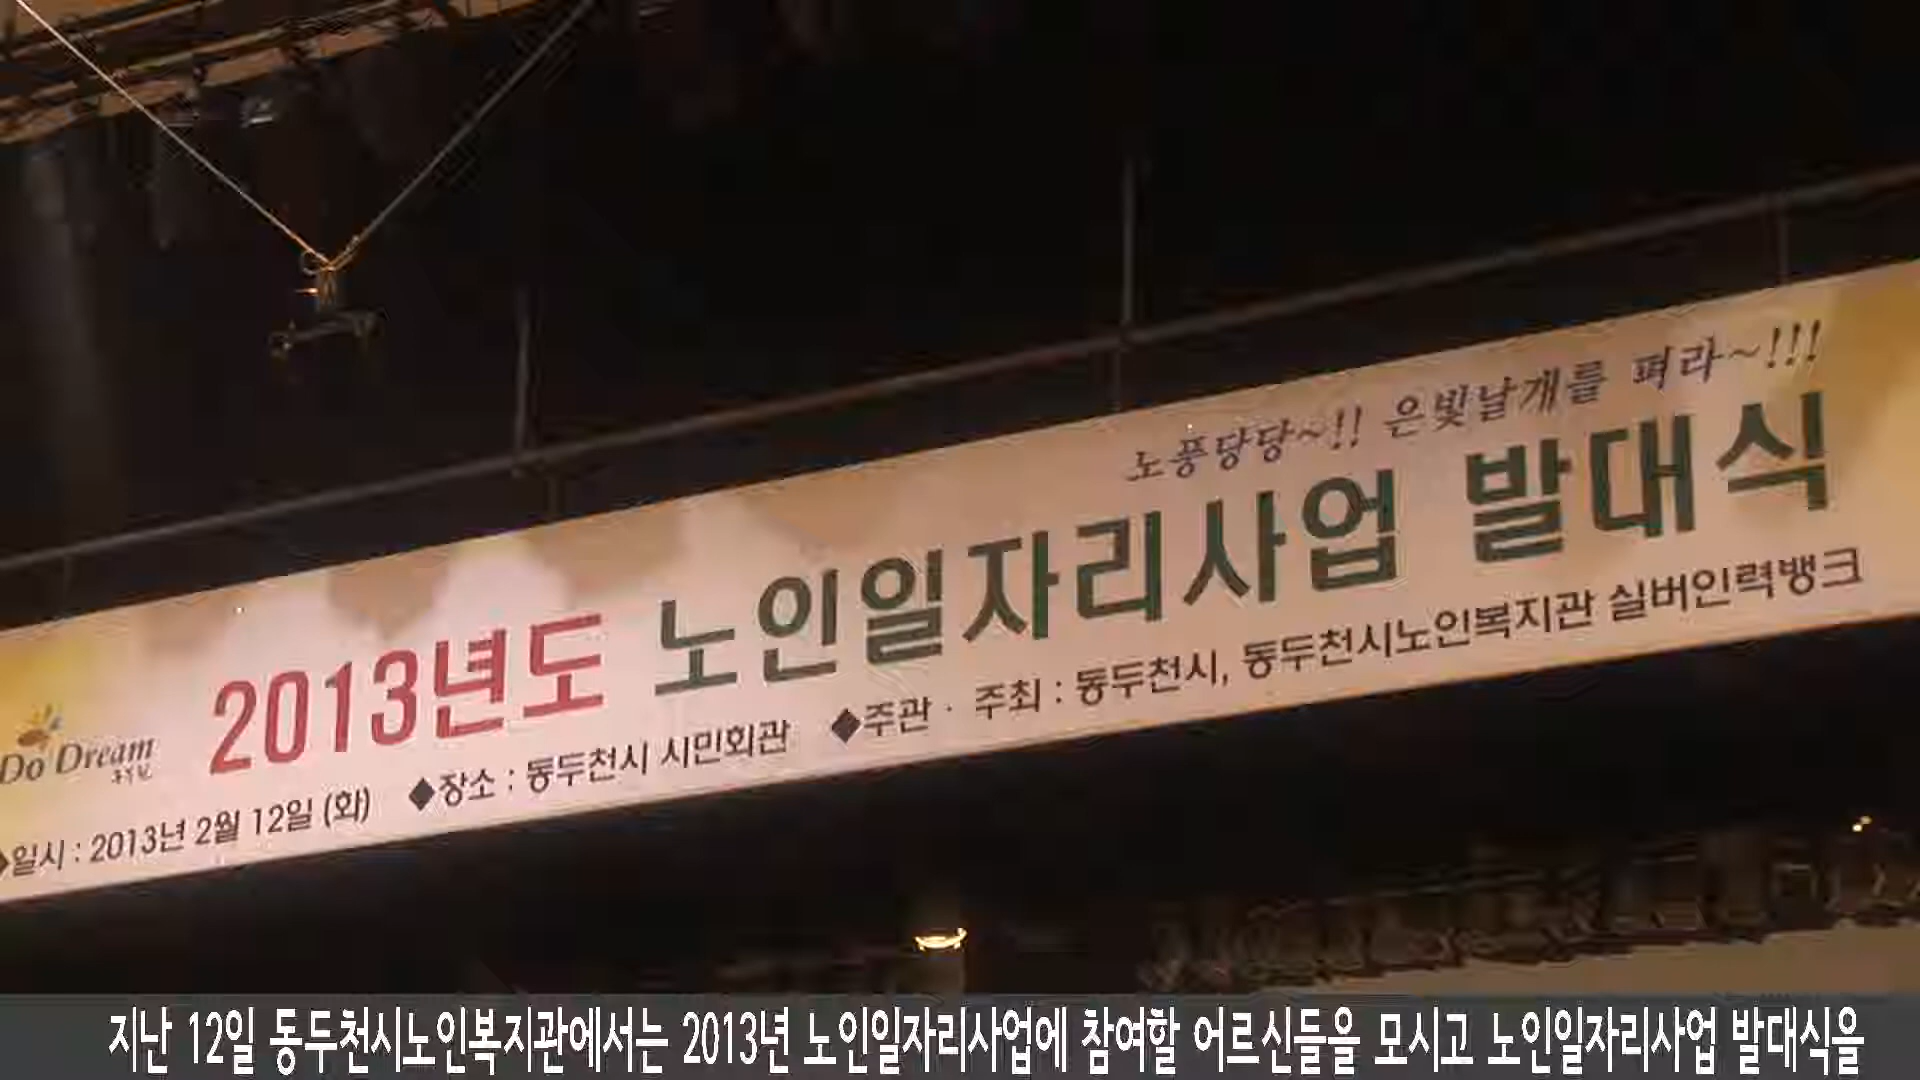 노풍당당~!! 은빛날개를 펴라~!!!
2013년도 노인일자리사업 발대식
Do Dream
◆일시 : 2013년 2월 12일 (화) ◆장소 : 동두천시 시민회관 ◆주관 · 주최 : 동두천시, 동두천시노인복지관 실버인력뱅크
지난 12일 동두천시노인복지관에서는 2013년 노인일자리사업에 참여할 어르신들을 모시고 노인일자리사업 발대식을